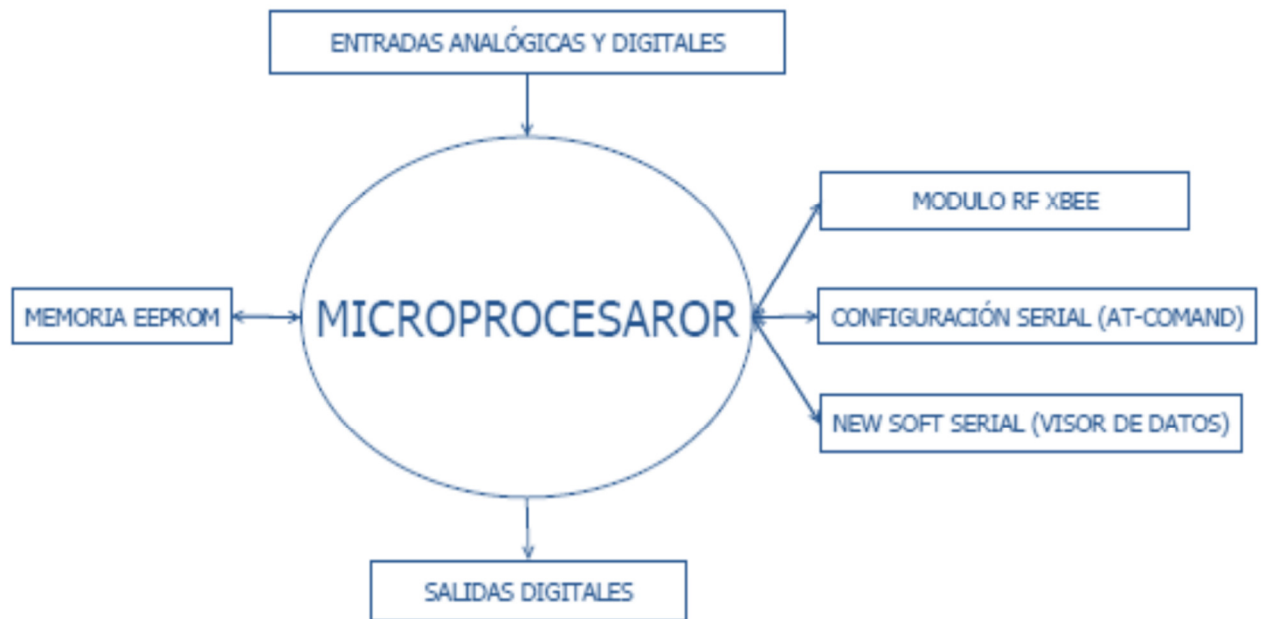 ENTRADAS ANALÓGICAS Y DIGITALES
MODULO RF XBEE
MEMORIA EEPROM
MICROPROCESAROR
CONFIGURACIÓN SERIAL (AT-COMAND)
NEW SOFT SERIAL (VISOR DE DATOS)
SALIDAS DIGITALES